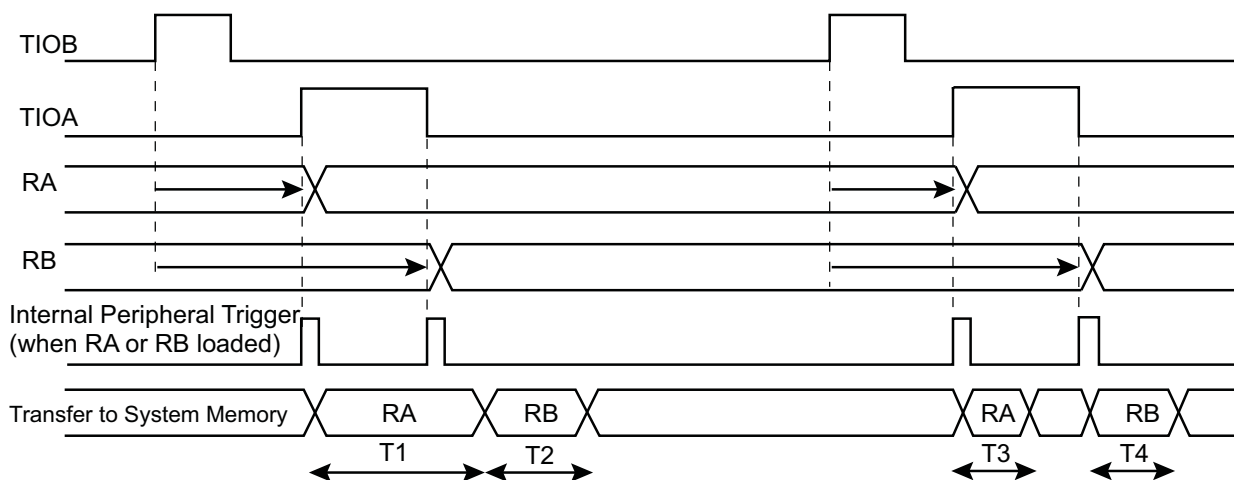 TIOB
TIOA
RA
RB
Internal Peripheral Trigger
(when RA or RB loaded)
Transfer to System Memory
RA
RB
RA
RB
T1
T2
T3
T4